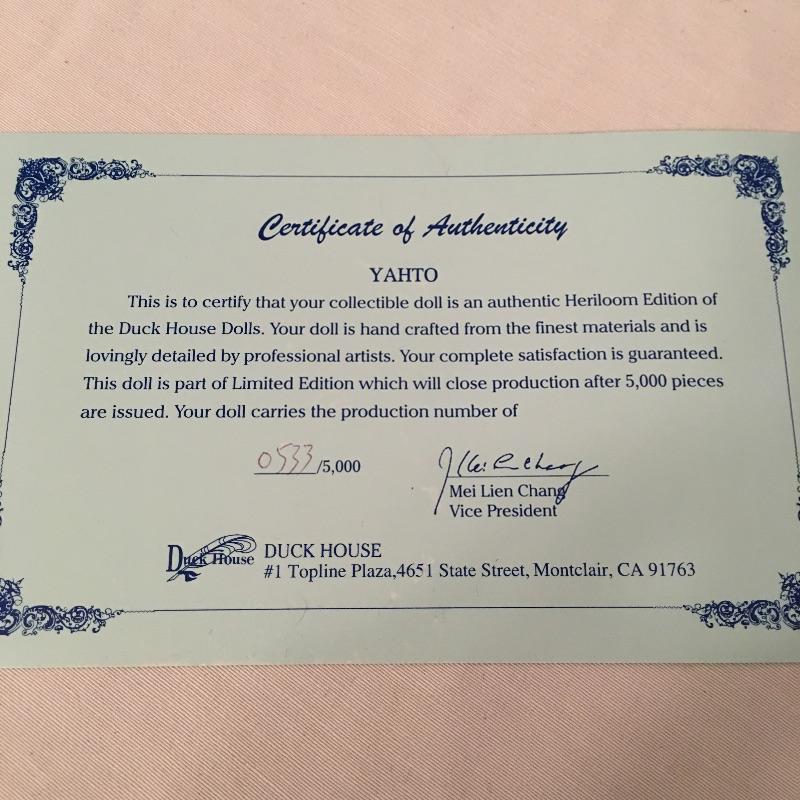 Certificate of Authenticity
YAHTO
This is to certify that your collectible doll is an authentic Heriloom Edition of
the Duck House Dolls. Your doll is hand crafted from the finest materials and is
lovingly detailed by professional artists. Your complete satisfaction is guaranteed.
This doll is part of Limited Edition which will close production after 5,000 pieces
are issued. Your doll carries the production number of
0533/5,000
Mei Lien Chang
Vice President
Duck House
DUCK HOUSE
#1 Topline Plaza,4651 State Street, Montclair, CA 91763